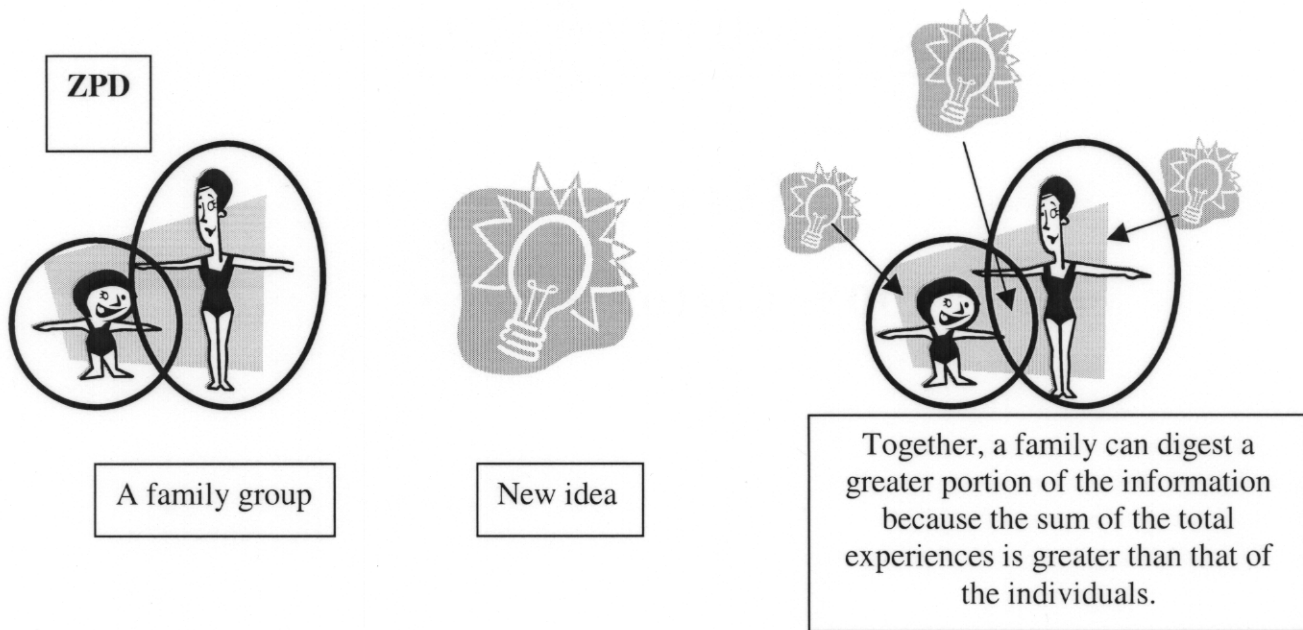 ZPD
A family group
New idea
Together, a family can digest a
greater portion of the information
because the sum of the total
experiences is greater than that of
the individuals.